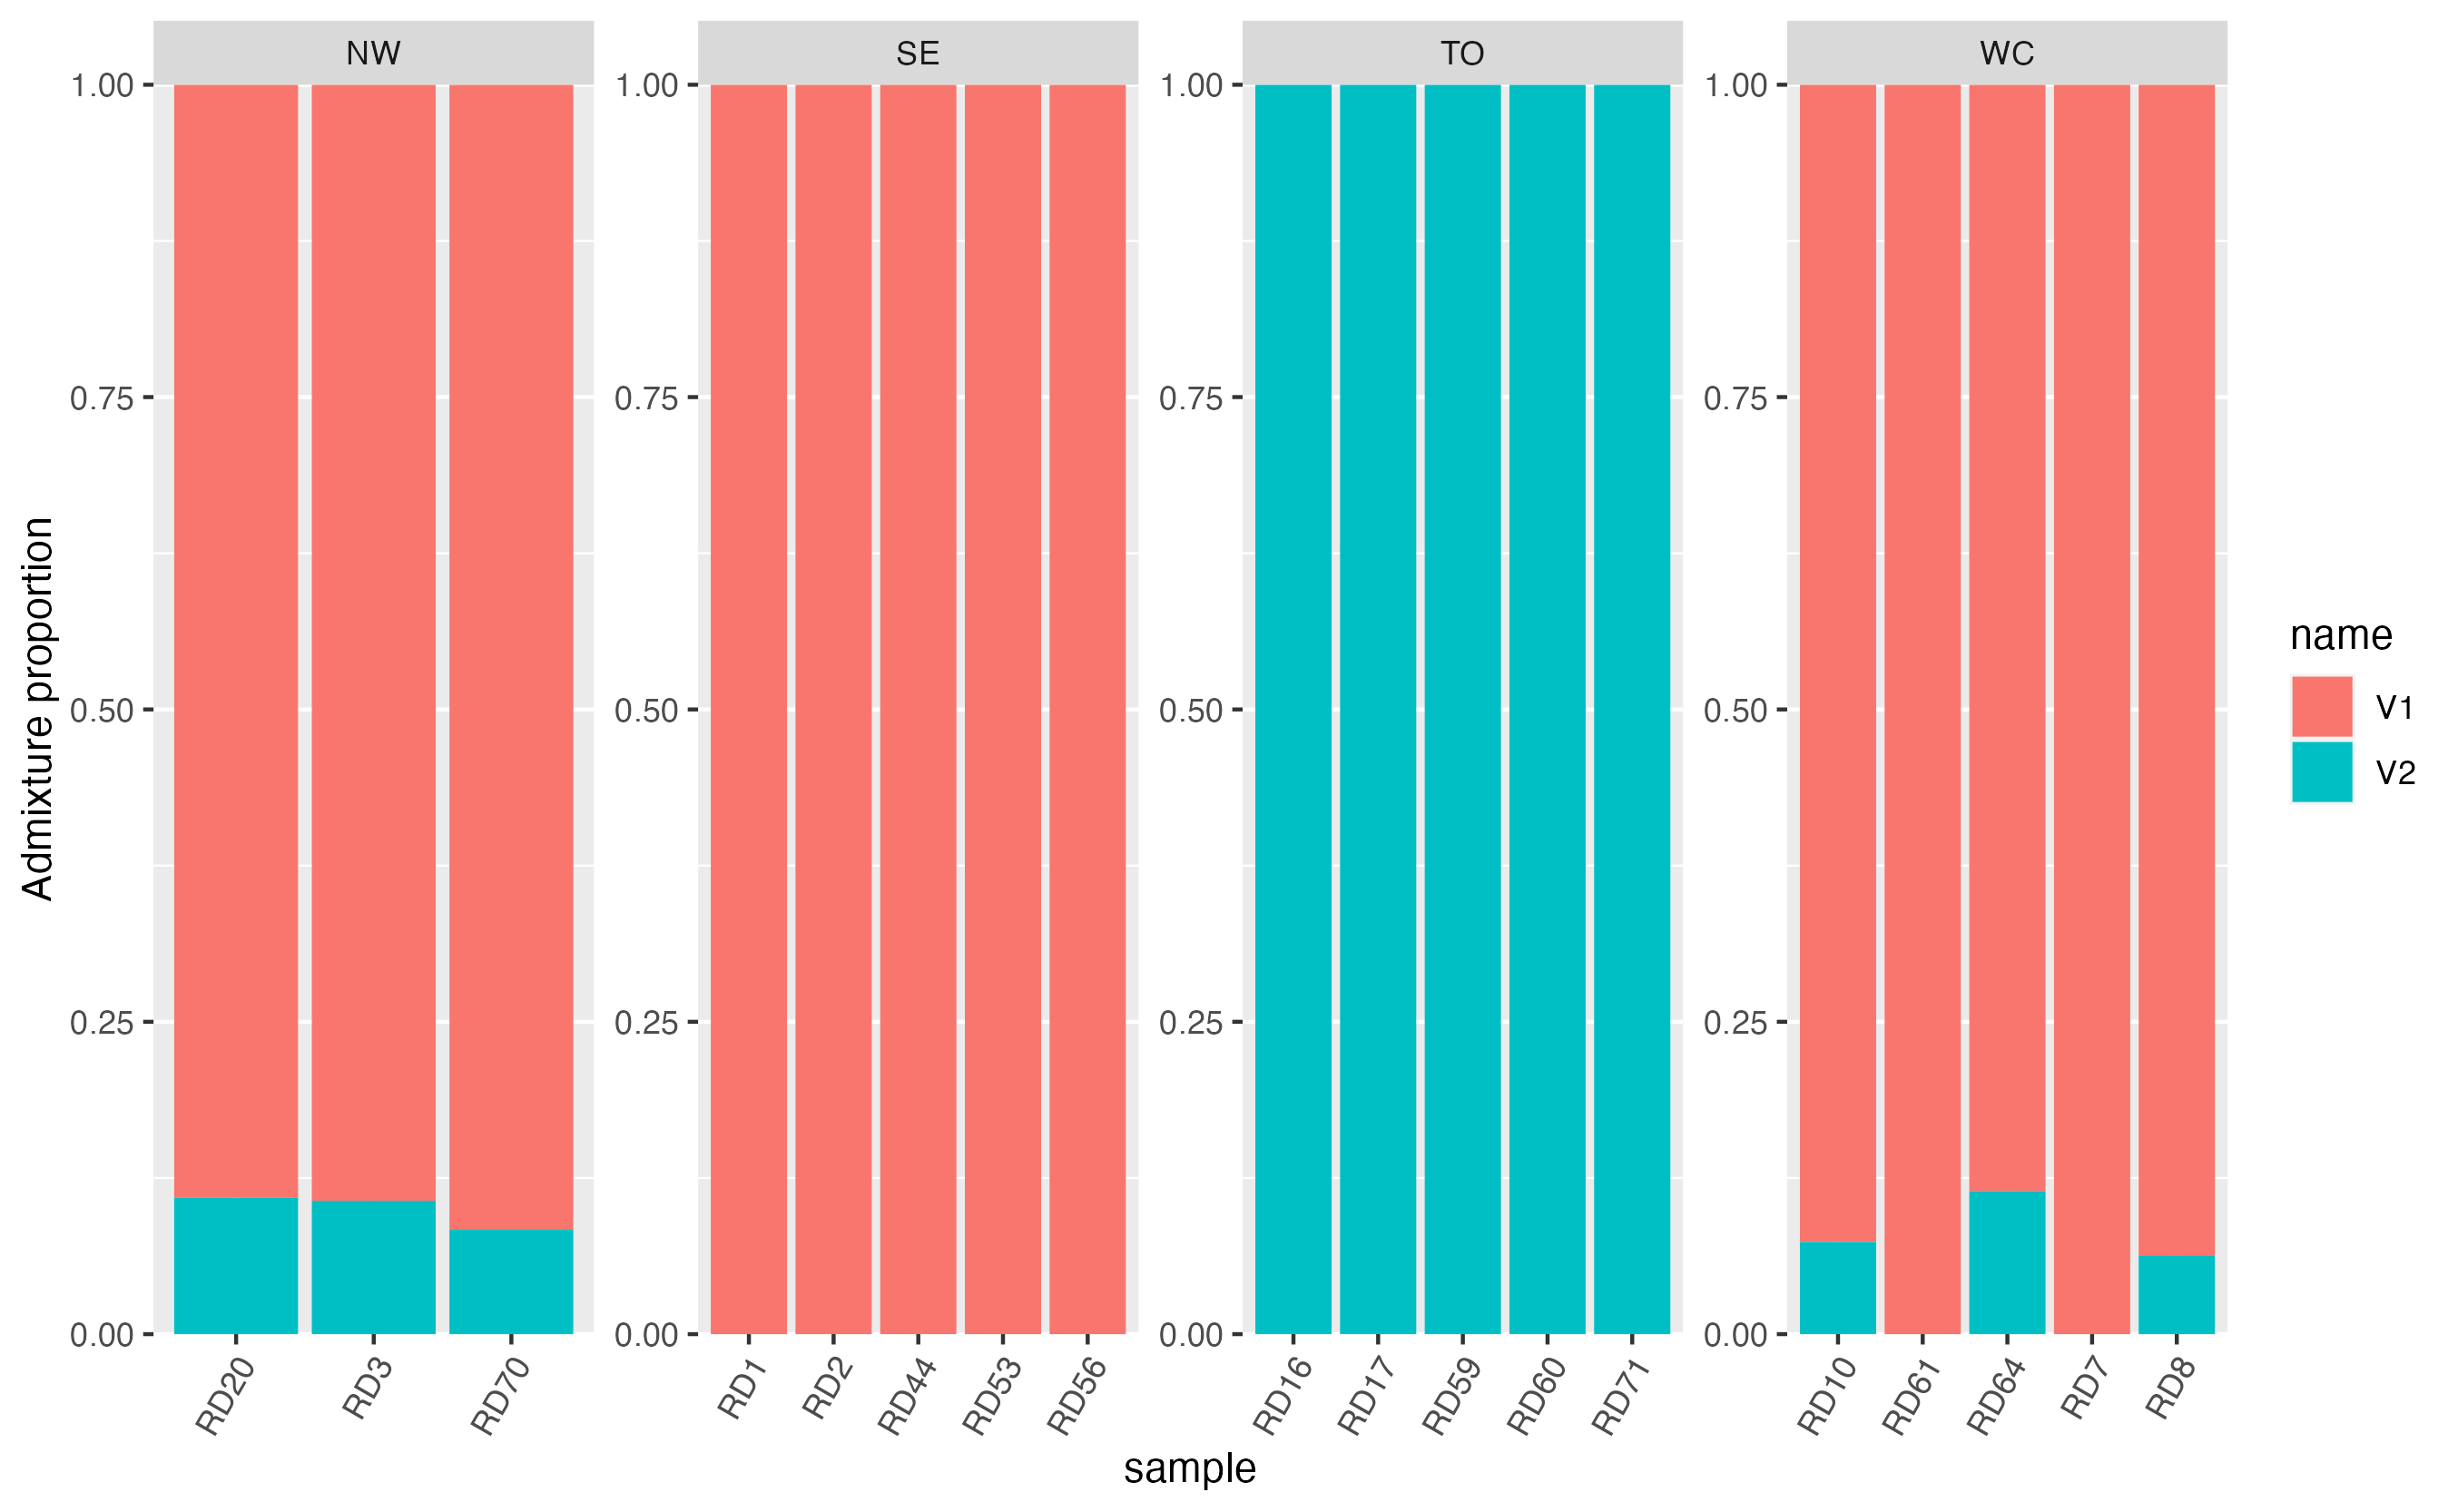 NW SE TO WC
1.00 1.00 1.00 1.00
0.75 0.75 0.75 0.75
0.50 0.50 0.50 0.50
0.25 0.25 0.25 0.25
0.00 0.00 0.00 0.00
Admixture proportion
RD20 RD3 RD70 RD1 RD2 RD44 RD53 RD56 RD16 RD17 RD59 RD60 RD71 RD10 RD61 RD64 RD7 RD8
sample
name
V1
V2